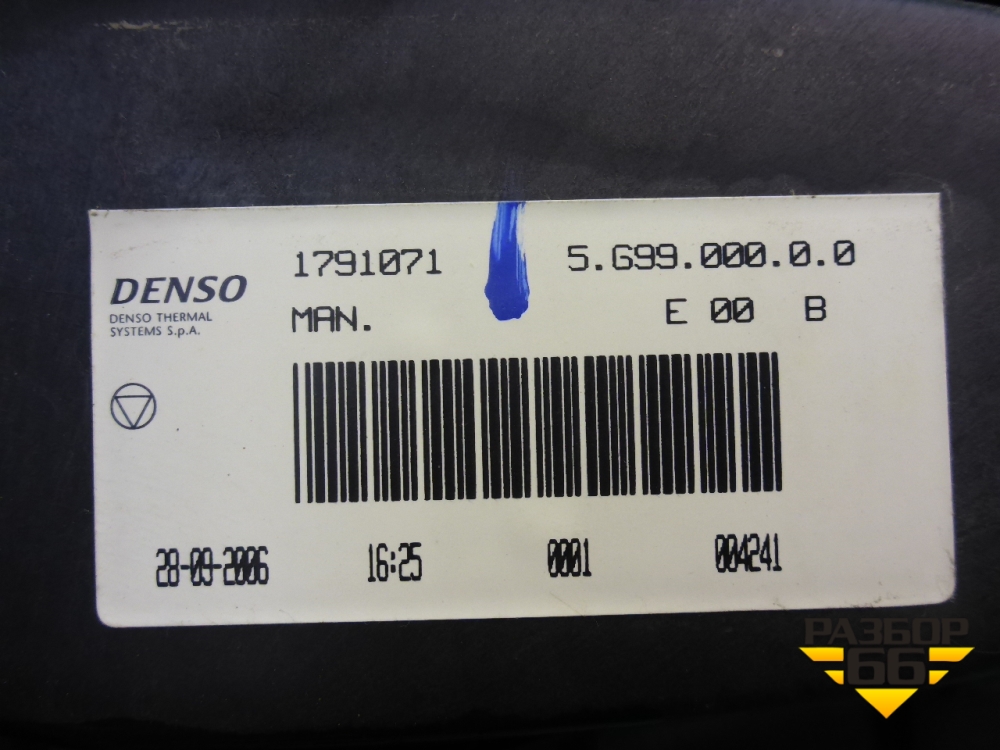 1791071 5.G99.000.0.0
DENSO
DENSO THERMAL
SYSTEMS S.p.A.
MAN. E 00 B
28-09-2006 16:25 0001 004241
РАЗБОР
66